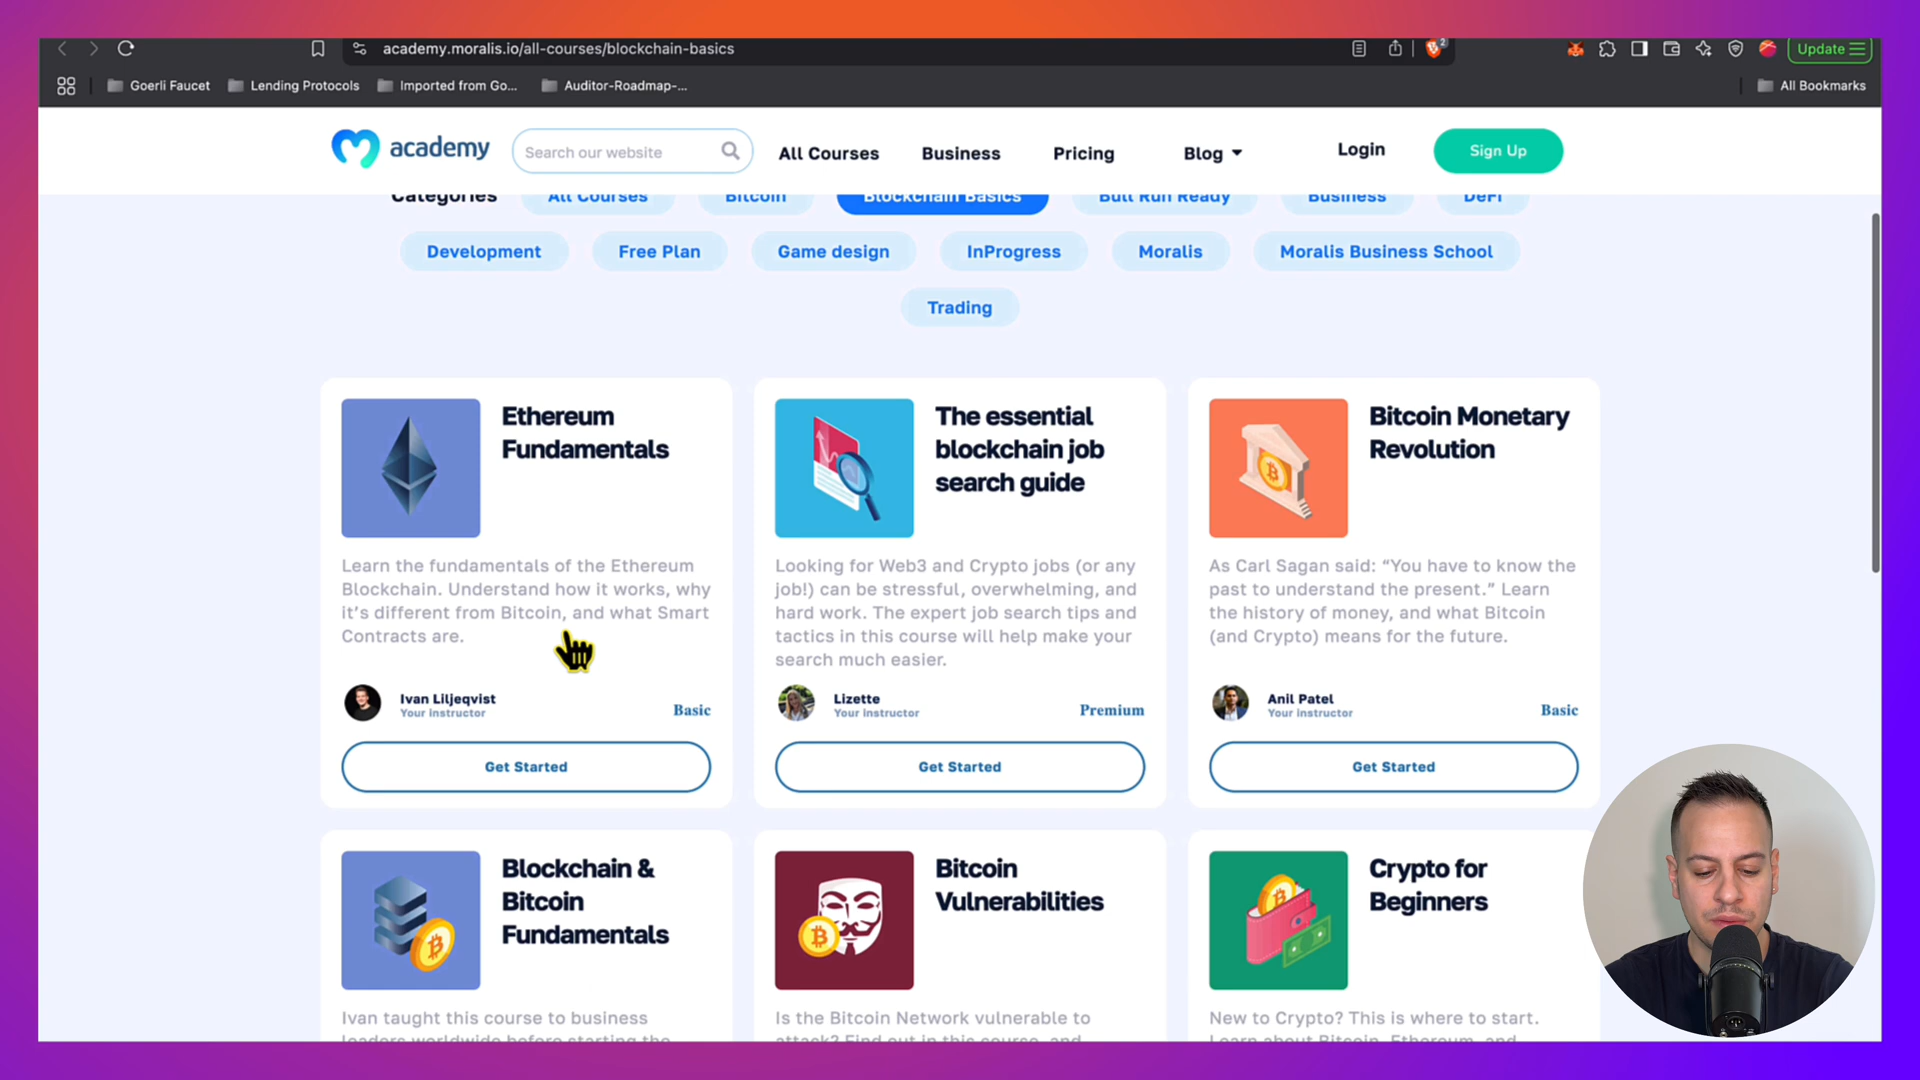 academy.moralis.io/all-courses/blockchain-basics
2
Update
Goerli Faucet
Lending Protocols
Imported from Go...
Auditor-Roadmap-...
All Bookmarks
academy
Search our website
All Courses
Business
Pricing
Blog
Login
Sign Up
Categories
All Courses
Bitcoin
Blockchain Basics
Bull Run Ready
Business
DeFi
Development
Free Plan
Game design
InProgress
Moralis
Moralis Business School
Trading
Ethereum
Fundamentals
Learn the fundamentals of the Ethereum
Blockchain. Understand how it works, why
it's different from Bitcoin, and what Smart
Contracts are.
Ivan Liljeqvist
Your instructor
Basic
Get Started
The essential
blockchain job
search guide
Looking for Web3 and Crypto jobs (or any
job!) can be stressful, overwhelming, and
hard work. The expert job search tips and
tactics in this course will help make your
search much easier.
Lizette
Your instructor
Premium
Get Started
Bitcoin Monetary
Revolution
As Carl Sagan said: “You have to know the
past to understand the present.” Learn
the history of money, and what Bitcoin
(and Crypto) means for the future.
Anil Patel
Your instructor
Basic
Get Started
Blockchain &
Bitcoin
Fundamentals
Ivan taught this course to business
leaders worldwide before starting the
Bitcoin
Vulnerabilities
Is the Bitcoin Network vulnerable to
attack? Find out in this course, and
Crypto for
Beginners
New to Crypto? This is where to start.
Learn about Bitcoin, Ethereum, and